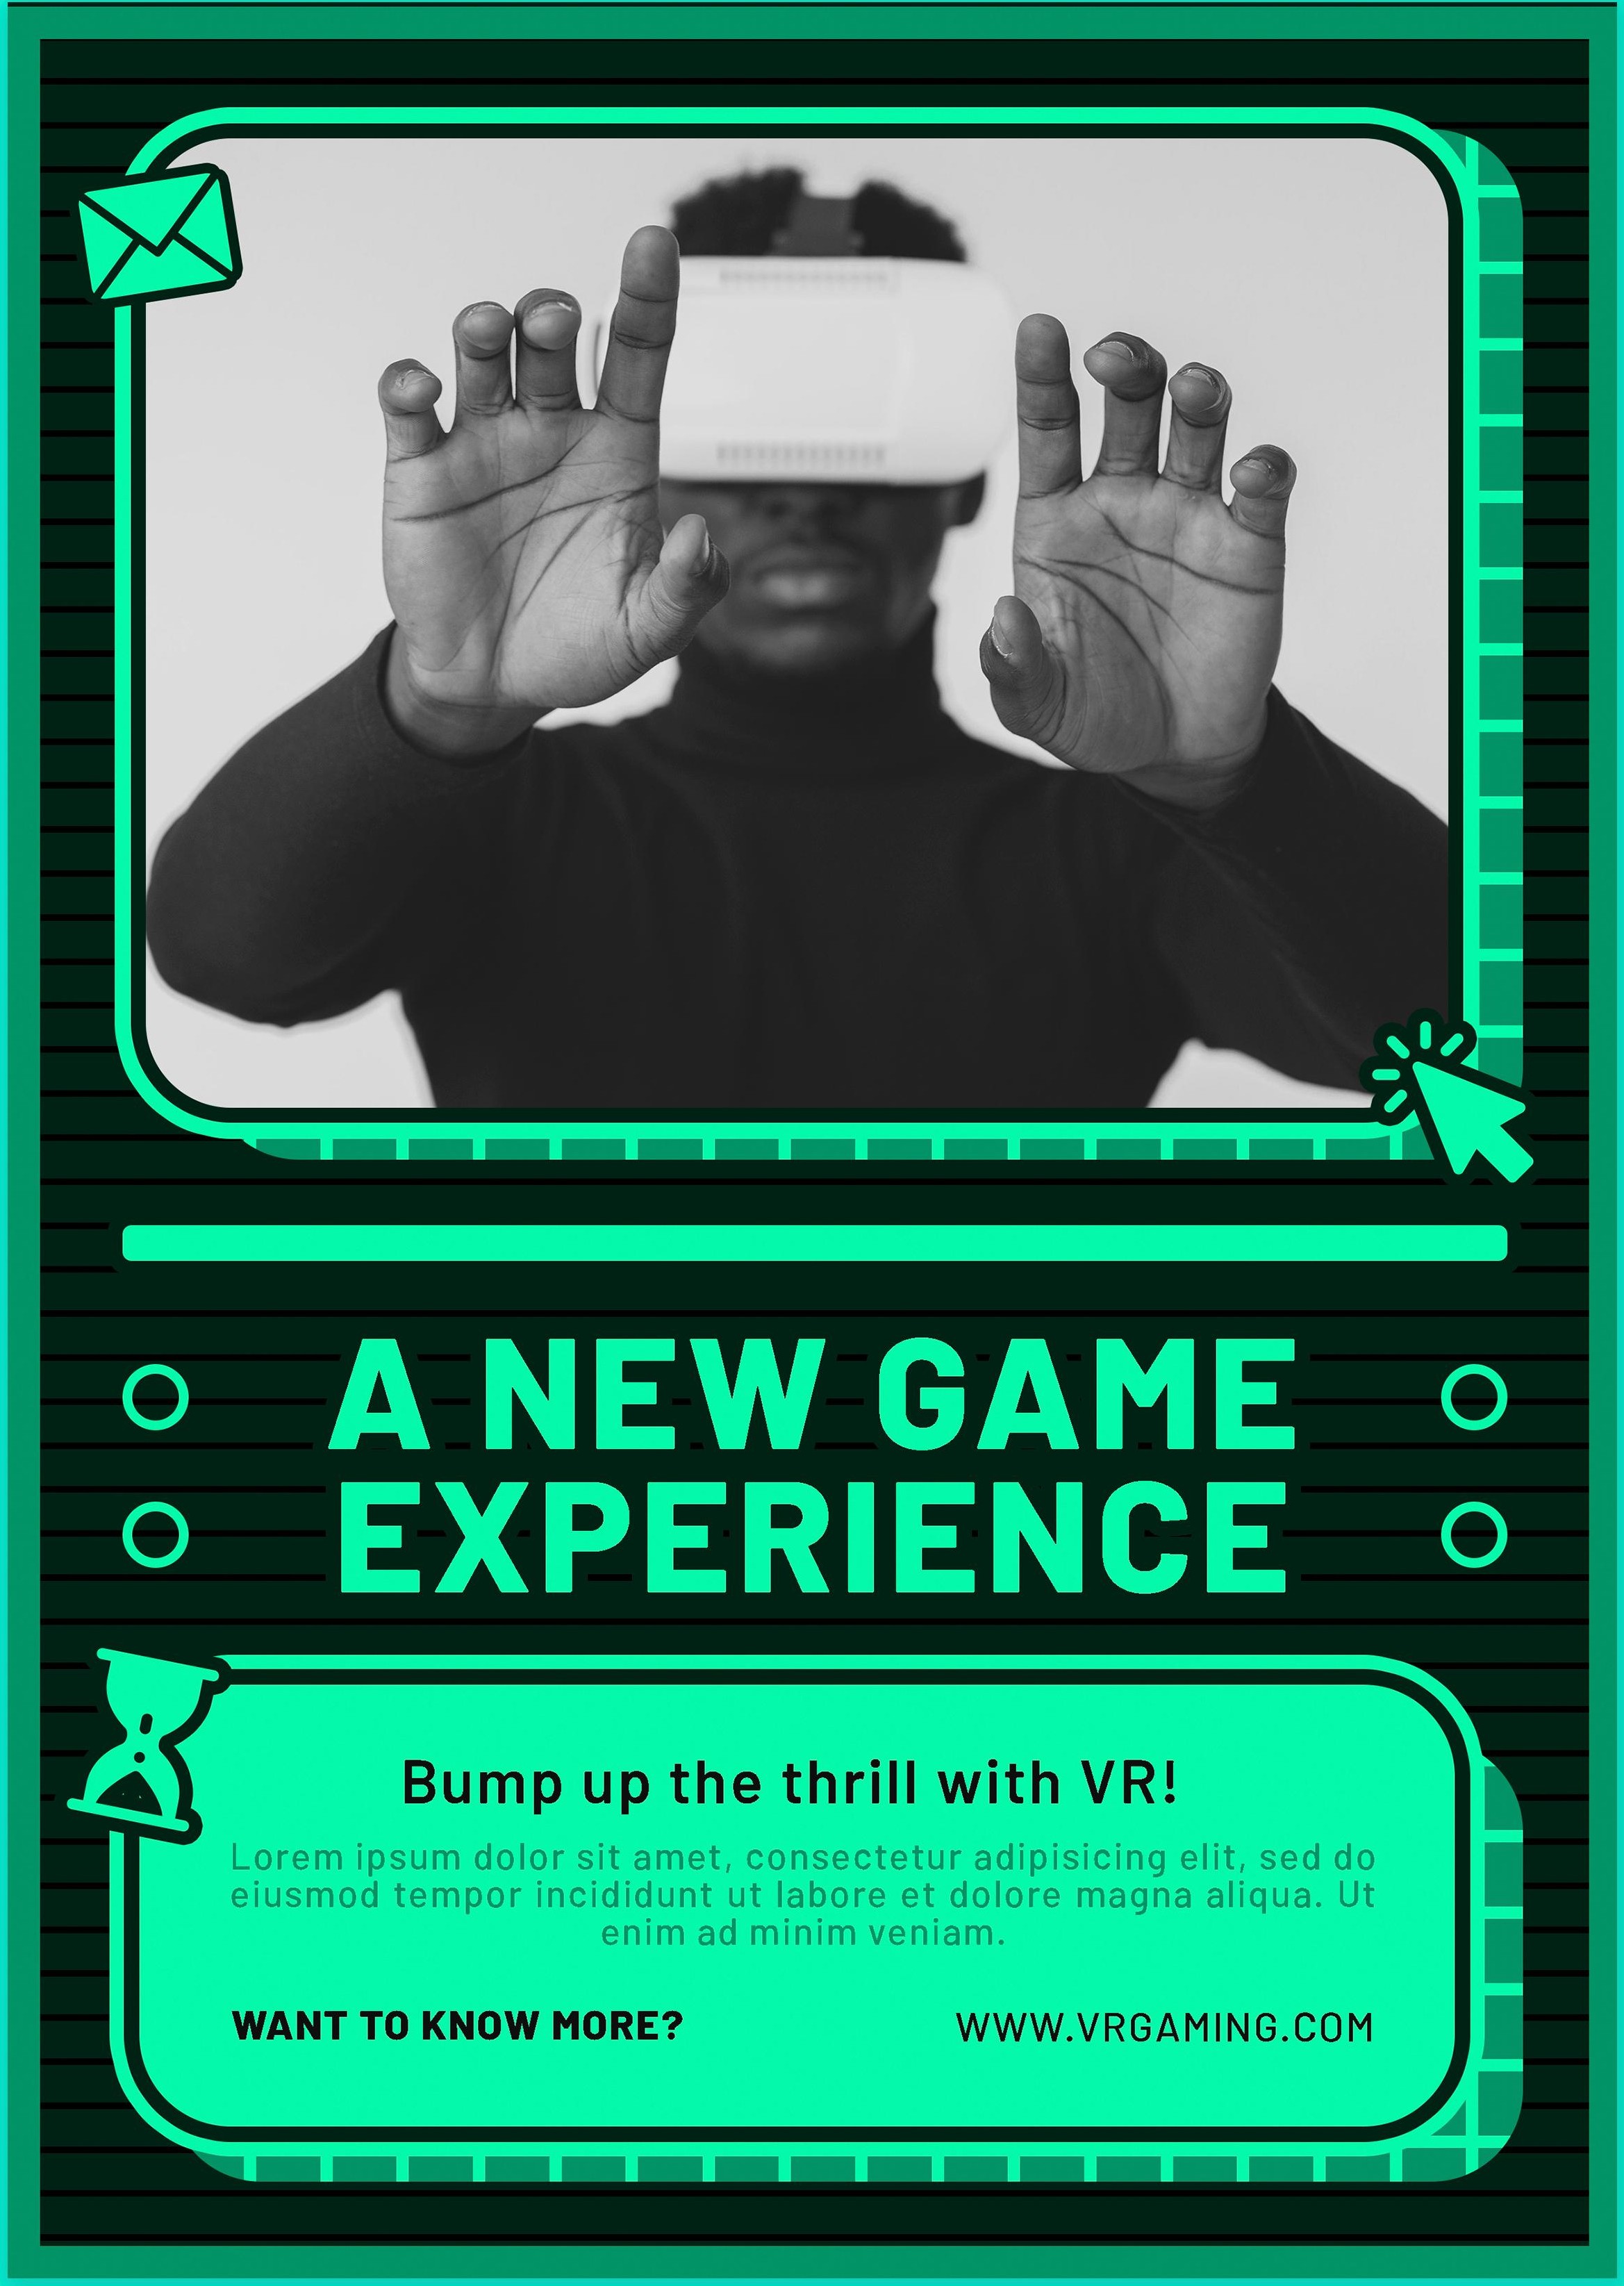 A NEW GAME
EXPERIENCE
Bump up the thrill with VR!
Lorem ipsum dolor sit amet, consectetur adipisicing elit, sed do
eiusmod tempor incididunt ut labore et dolore magna aliqua. Ut
enim ad minim veniam.
WANT TO KNOW MORE?
WWW.VRGAMING.COM